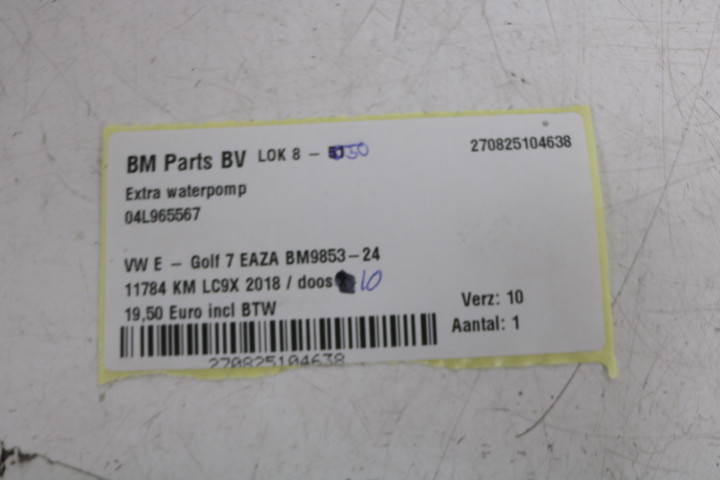 BM Parts BV LOK 8 - 50
270825104638
Extra waterpomp
04L965567
VW E - Golf 7 EAZA BM9853-24
11784 KM LC9X 2018 / doos 10
19,50 Euro incl BTW
Verz: 10
Aantal: 1
270825104638